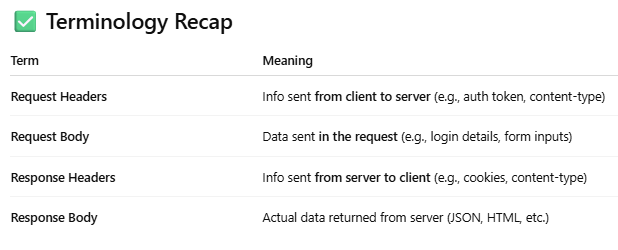 ✅ Terminology Recap
Term Meaning
Request Headers Info sent from client to server (e.g., auth token, content-type)
Request Body Data sent in the request (e.g., login details, form inputs)
Response Headers Info sent from server to client (e.g., cookies, content-type)
Response Body Actual data returned from server (JSON, HTML, etc.)